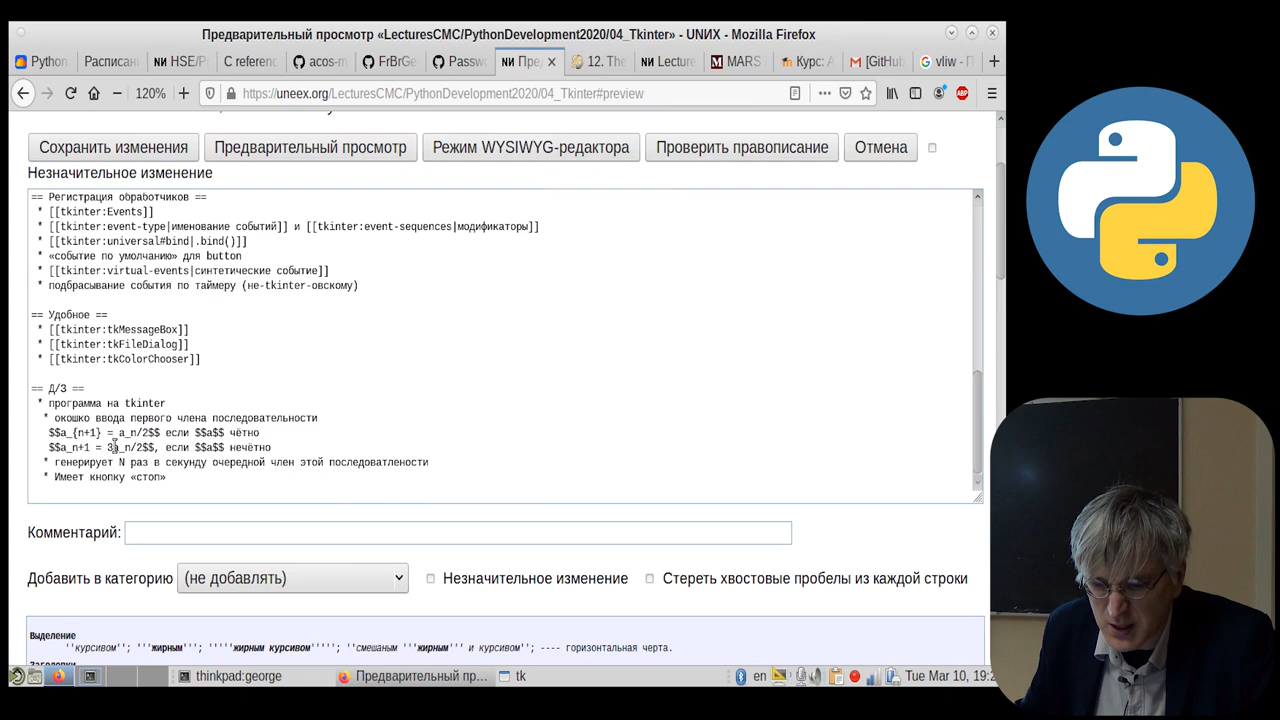 Предварительный просмотр «LecturesCMC/PythonDevelopment2020/04_Tkinter» - UNИX - Mozilla Firefox
Python
Расписан
NИ HSE/P
C referenc
acos-m
FrBrGe
Passw
NИ Пре
12. The
NИ Lecture
MARS
Курс: А
[GitHub
vliw - П
120%
https://uneex.org/LecturesCMC/PythonDevelopment2020/04_Tkinter#preview
Сохранить изменения
Предварительный просмотр
Режим WYSIWYG-редактора
Проверить правописание
Отмена
Незначительное изменение
== Регистрация обработчиков ==
* [[tkinter:Events]]
* [[tkinter:event-type|именование событий]] и [[tkinter:event-sequences|модификаторы]]
* [[tkinter:universal#bind|.bind()]]
* «событие по умолчанию» для button
* [[tkinter:virtual-events|синтетические событие]]
* подбрасывание события по таймеру (не-tkinter-овскому)
== Удобное ==
* [[tkinter:tkMessageBox]]
* [[tkinter:tkFileDialog]]
* [[tkinter:tkColorChooser]]
== Д/З ==
* программа на tkinter
* окошко ввода первого члена последовательности
$$a_{n+1} = a_n/2$$ если $$a$$ чётно
$$a_n+1 = 3a_n/2$$, если $$a$$ нечётно
* генерирует N раз в секунду очередной член этой последоватлености
* Имеет кнопку «стоп»
Комментарий:
Добавить в категорию
(не добавлять)
Незначительное изменение
Стереть хвостовые пробелы из каждой строки
Выделение
''курсивом''; '''жирным'''; '''''жирным курсивом'''''; ''смешаным '''жирным''' и курсивом''; ---- горизонтальная черта.
thinkpad:george
Предварительный пр...
tk
en
Tue Mar 10, 19:2